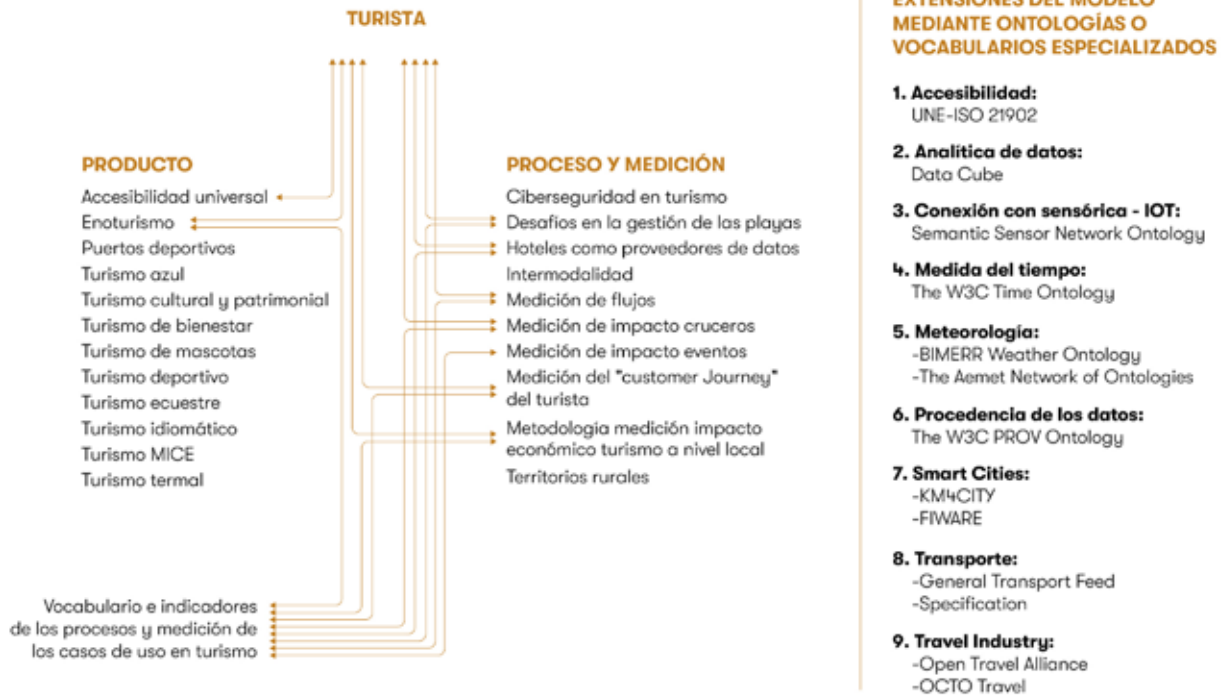 TURISTA
PRODUCTO
Accesibilidad universal
Enoturismo
Puertos deportivos
Turismo azul
Turismo cultural y patrimonial
Turismo de bienestar
Turismo de mascotas
Turismo deportivo
Turismo ecuestre
Turismo idiomático
Turismo MICE
Turismo termal
PROCESO Y MEDICIÓN
Ciberseguridad en turismo
Desafíos en la gestión de las playas
Hoteles como proveedores de datos
Intermodalidad
Medición de flujos
Medición de impacto cruceros
Medición de impacto eventos
Medición del "customer Journey"
del turista
Metodología medición impacto
económico turismo a nivel local
Territorios rurales
Vocabulario e indicadores
de los procesos y medición de
los casos de uso en turismo
EXTENSIONES DEL MODELO
MEDIANTE ONTOLOGÍAS O
VOCABULARIOS ESPECIALIZADOS
1. Accesibilidad:
UNE-ISO 21902
2. Analítica de datos:
Data Cube
3. Conexión con sensórica - IOT:
Semantic Sensor Network Ontology
4. Medida del tiempo:
The W3C Time Ontology
5. Meteorología:
-BIMERR Weather Ontology
-The Aemet Network of Ontologies
6. Procedencia de los datos:
The W3C PROV Ontology
7. Smart Cities:
-KM4CITY
-FIWARE
8. Transporte:
-General Transport Feed
-Specification
9. Travel Industry:
-Open Travel Alliance
-OCTO Travel